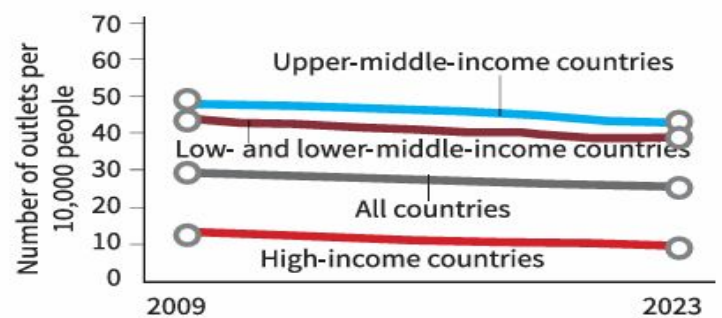 Number of outlets per
10,000 people
70
60
50
40
30
20
10
0
Upper-middle-income countries
Low- and lower-middle-income countries
All countries
High-income countries
2009
2023